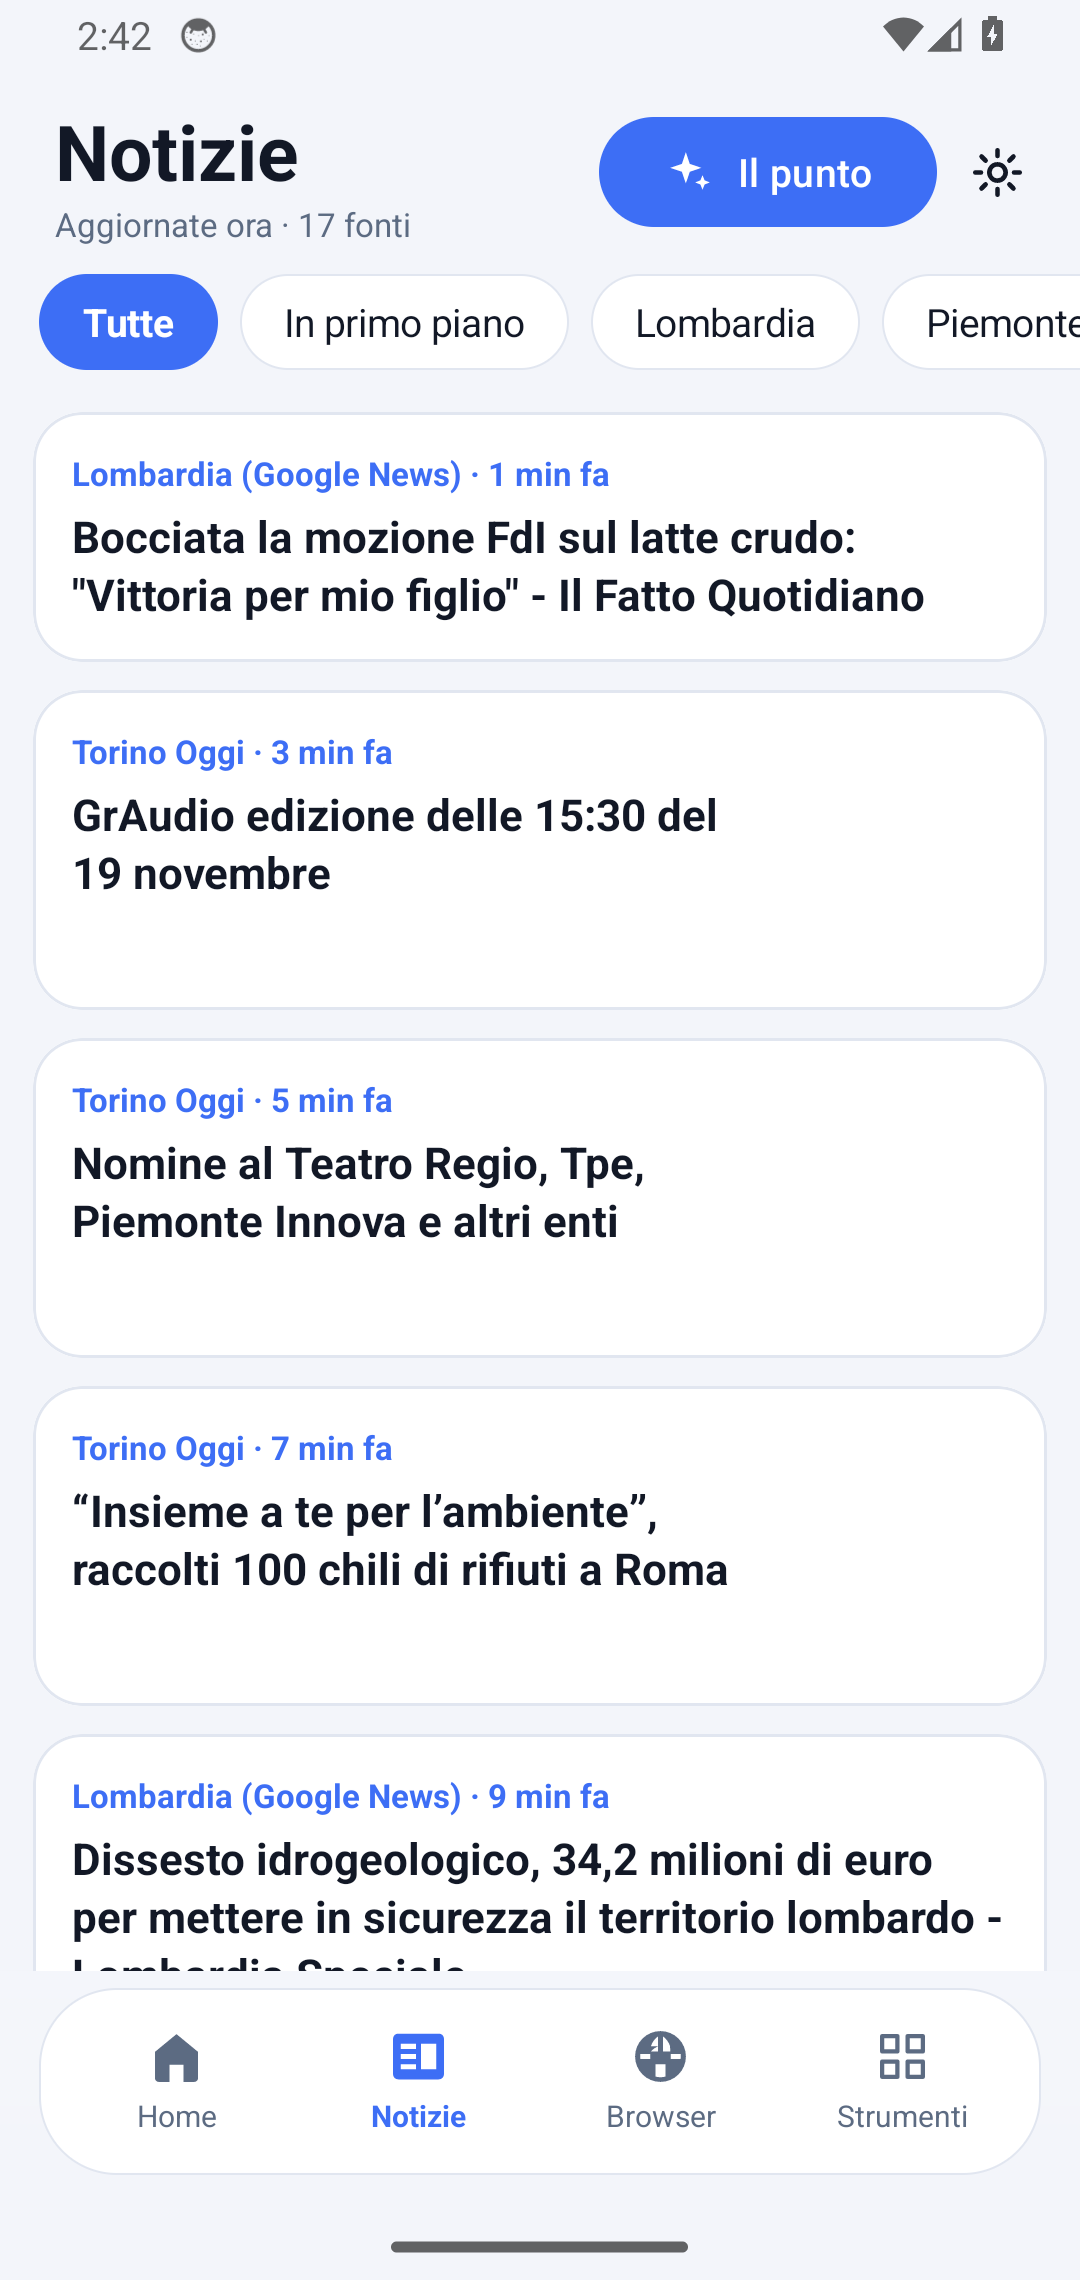 2:42
Notizie
Aggiornate ora · 17 fonti
Il punto
Tutte
In primo piano
Lombardia
Piemonte
Lombardia (Google News) · 1 min fa
Bocciata la mozione FdI sul latte crudo:
"Vittoria per mio figlio" - Il Fatto Quotidiano
Torino Oggi · 3 min fa
GrAudio edizione delle 15:30 del
19 novembre
Torino Oggi · 5 min fa
Nomine al Teatro Regio, Tpe,
Piemonte Innova e altri enti
Torino Oggi · 7 min fa
“Insieme a te per l’ambiente”,
raccolti 100 chili di rifiuti a Roma
Lombardia (Google News) · 9 min fa
Dissesto idrogeologico, 34,2 milioni di euro
per mettere in sicurezza il territorio lombardo -
Home
Notizie
Browser
Strumenti